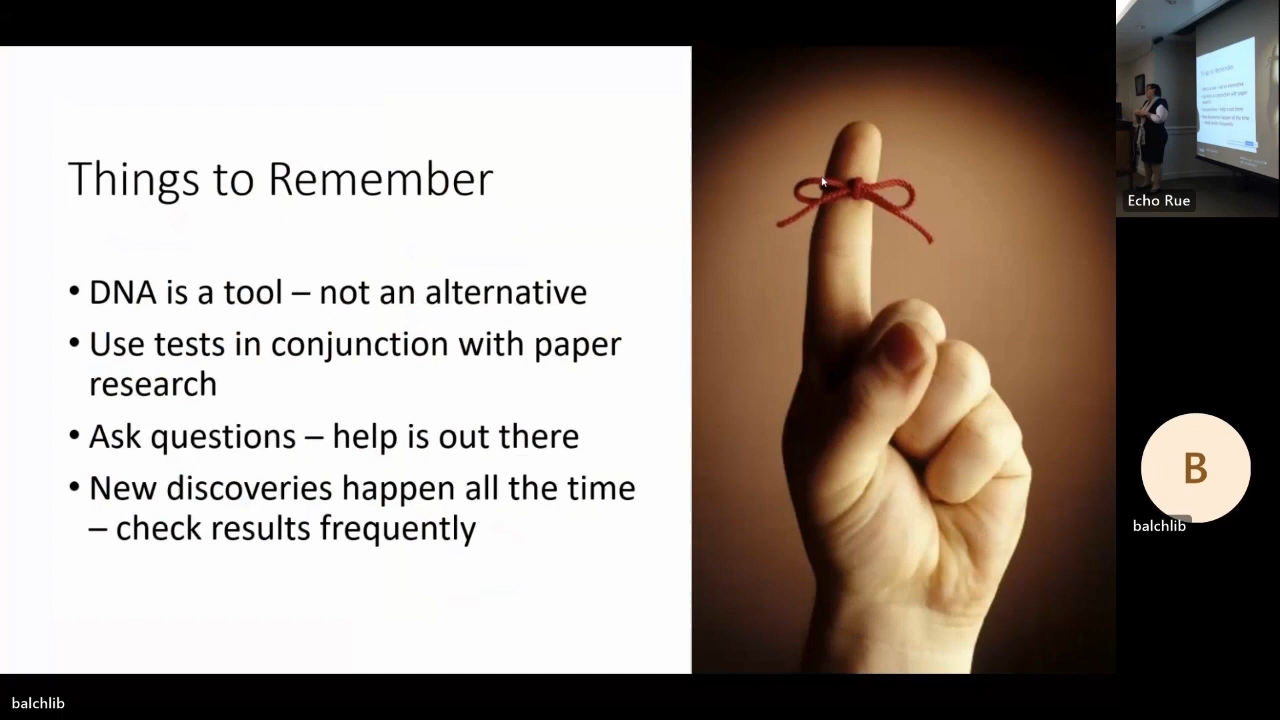 Things to Remember
• DNA is a tool – not an alternative
• Use tests in conjunction with paper
research
• Ask questions – help is out there
• New discoveries happen all the time
– check results frequently
Echo Rue
B
balchlib
balchlib